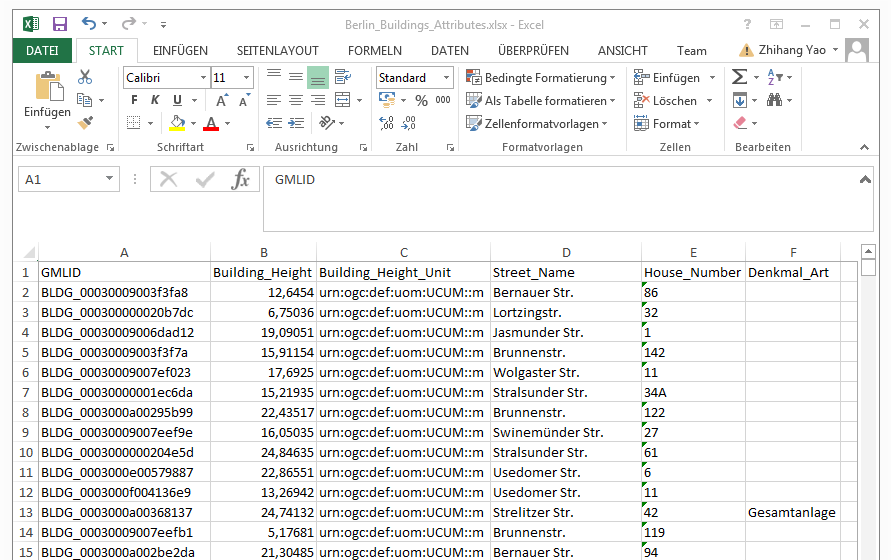 Berlin_Buildings_Attributes.xlsx - Excel
DATEI START EINFÜGEN SEITENLAYOUT FORMELN DATEN ÜBERPRÜFEN ANSICHT Team Zhihang Yao
Einfügen
Calibri 11
F K U
A A
A
Standard
% 000
,00
,00
Bedingte Formatierung
Als Tabelle formatieren
Zellenformatvorlagen
Einfügen
Löschen
Format
Zwischenablage Schriftart Ausrichtung Zahl Formatvorlagen Zellen Bearbeiten
A1 fx GMLID
A B C D E F
1 GMLID Building_Height Building_Height_Unit Street_Name House_Number Denkmal_Art
2 BLDG_00030009003f3fa8 12,6454 urn:ogc:def:uom:UCUM::m Bernauer Str. 86
3 BLDG_00030000020b7dc 6,75036 urn:ogc:def:uom:UCUM::m Lortzingstr. 32
4 BLDG_00030009006dad12 19,09051 urn:ogc:def:uom:UCUM::m Jasmunder Str. 1
5 BLDG_00030009003f3f7a 15,91154 urn:ogc:def:uom:UCUM::m Brunnenstr. 142
6 BLDG_00030009007ef023 17,6925 urn:ogc:def:uom:UCUM::m Wolgaster Str. 11
7 BLDG_00030000001ec6da 15,21935 urn:ogc:def:uom:UCUM::m Stralsunder Str. 34A
8 BLDG_0003000a00295b99 22,43517 urn:ogc:def:uom:UCUM::m Brunnenstr. 122
9 BLDG_00030009007eef9e 16,05035 urn:ogc:def:uom:UCUM::m Swinemünder Str. 27
10 BLDG_00030000000204e5d 24,84635 urn:ogc:def:uom:UCUM::m Stralsunder Str. 61
11 BLDG_0003000e00579887 22,86551 urn:ogc:def:uom:UCUM::m Usedomer Str. 6
12 BLDG_0003000f004136e9 13,26942 urn:ogc:def:uom:UCUM::m Usedomer Str. 11
13 BLDG_0003000a00368137 24,74132 urn:ogc:def:uom:UCUM::m Strelitzer Str. 42 Gesamtanlage
14 BLDG_00030009007eefb1 5,17681 urn:ogc:def:uom:UCUM::m Brunnenstr. 119
15 BLDG_0003000a002be2da 21,30485 urn:ogc:def:uom:UCUM::m Bernauer Str. 94